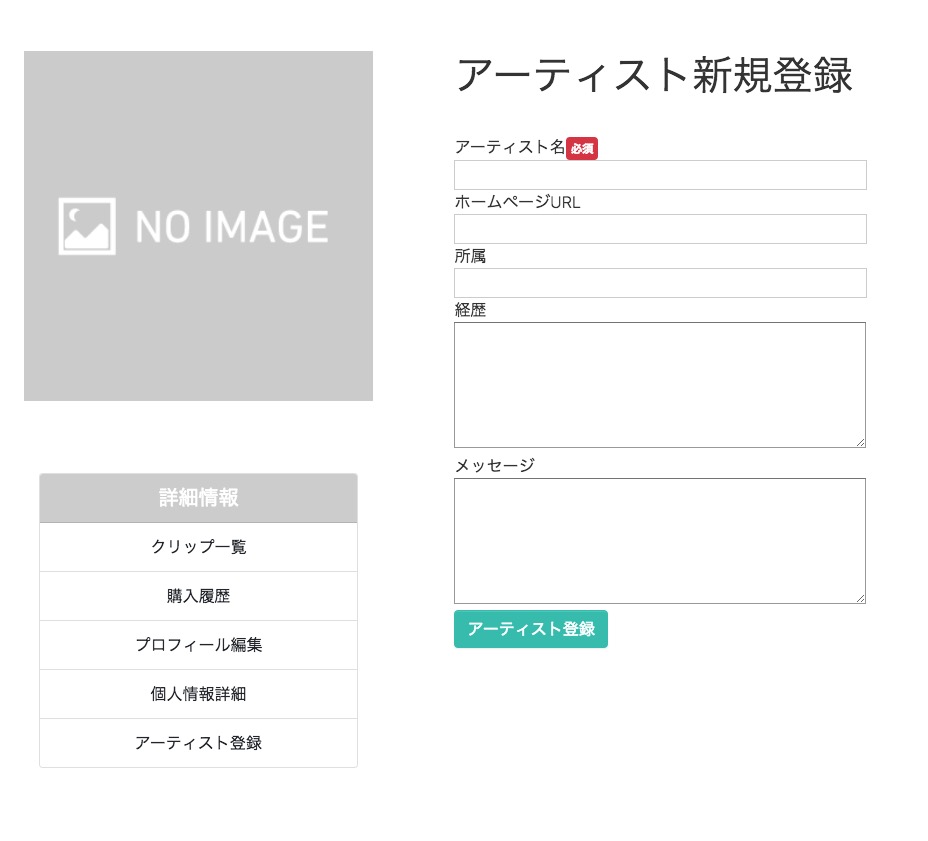 NO IMAGE
詳細情報
クリップ一覧
購入履歴
プロフィール編集
個人情報詳細
アーティスト登録
アーティスト新規登録
アーティスト名 必須
ホームページURL
所属
経歴
メッセージ
アーティスト登録